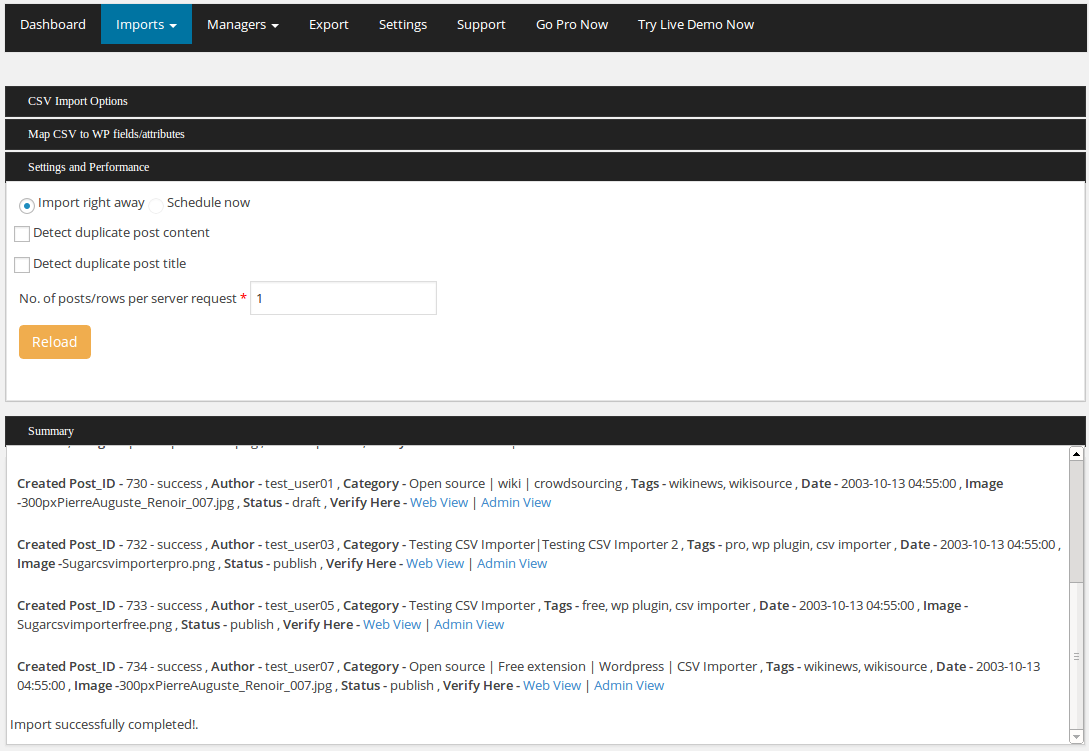 Dashboard Imports Managers Export Settings Support Go Pro Now Try Live Demo Now
CSV Import Options
Map CSV to WP fields/attributes
Settings and Performance
Import right away Schedule now
Detect duplicate post content
Detect duplicate post title
No. of posts/rows per server request * 1
Reload
Summary
Created Post_ID - 730 - success , Author - test_user01 , Category - Open source | wiki | crowdsourcing , Tags - wikinews, wikisource , Date - 2003-10-13 04:55:00 , Image
-300pxPierreAuguste_Renoir_007.jpg , Status - draft , Verify Here - Web View | Admin View
Created Post_ID - 732 - success , Author - test_user03 , Category - Testing CSV Importer|Testing CSV Importer 2 , Tags - pro, wp plugin, csv importer , Date - 2003-10-13 04:55:00 ,
Image -Sugarcsvimporterpro.png , Status - publish , Verify Here - Web View | Admin View
Created Post_ID - 733 - success , Author - test_user05 , Category - Testing CSV Importer , Tags - free, wp plugin, csv importer , Date - 2003-10-13 04:55:00 , Image -
Sugarcsvimporterfree.png , Status - publish , Verify Here - Web View | Admin View
Created Post_ID - 734 - success , Author - test_user07 , Category - Open source | Free extension | Wordpress | CSV Importer , Tags - wikinews, wikisource , Date - 2003-10-13
04:55:00 , Image -300pxPierreAuguste_Renoir_007.jpg , Status - publish , Verify Here - Web View | Admin View
Import successfully completed!.